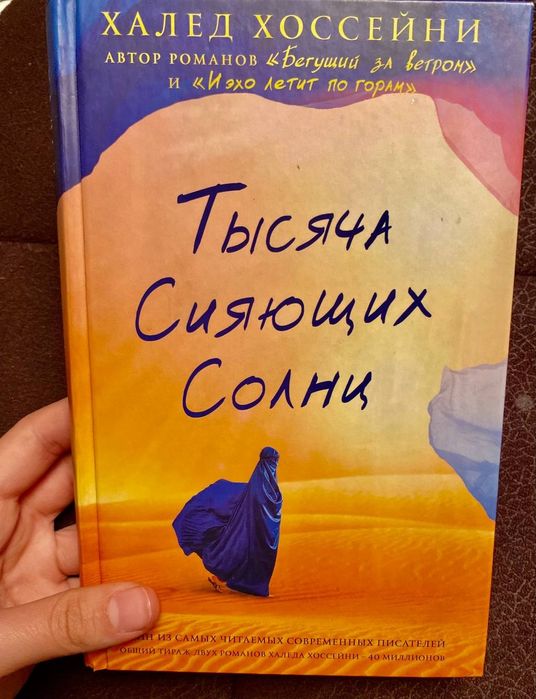 ХАЛЕД ХОССЕЙНИ
АВТОР РОМАНОВ «Бегущий за ветром»
И «И эхо летит по горам»
Тысяча
Сияющих
Солнц
ИЗ САМЫХ ЧИТАЕМЫХ СОВРЕМЕННЫХ ПИСАТЕЛЕЙ
ОБЩИЙ ТИРАЖ ДВУХ РОМАНОВ ХАЛЕДА ХОССЕЙНИ – 40 МИЛЛИОНОВ